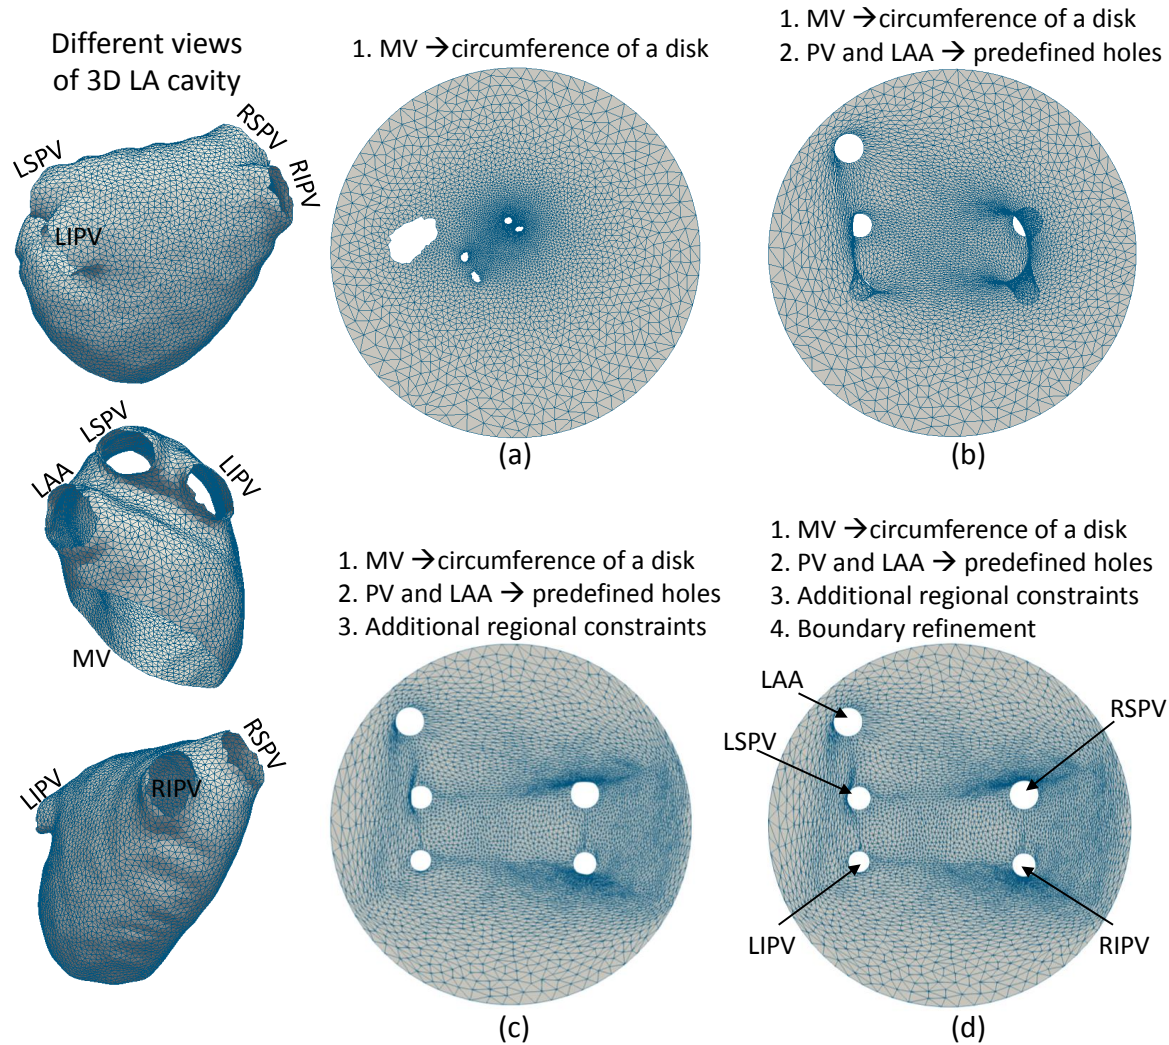 Different views
of 3D LA cavity
RSPV
LSPV
RIPV
LIPV
LSPV
LAA
LIPV
MV
RSPV
LIPV
RIPV
1. MV → circumference of a disk
(a)
1. MV → circumference of a disk
2. PV and LAA → predefined holes
(b)
1. MV → circumference of a disk
2. PV and LAA → predefined holes
3. Additional regional constraints
(c)
1. MV → circumference of a disk
2. PV and LAA → predefined holes
3. Additional regional constraints
4. Boundary refinement
LAA
RSPV
LSPV
LIPV
RIPV
(d)